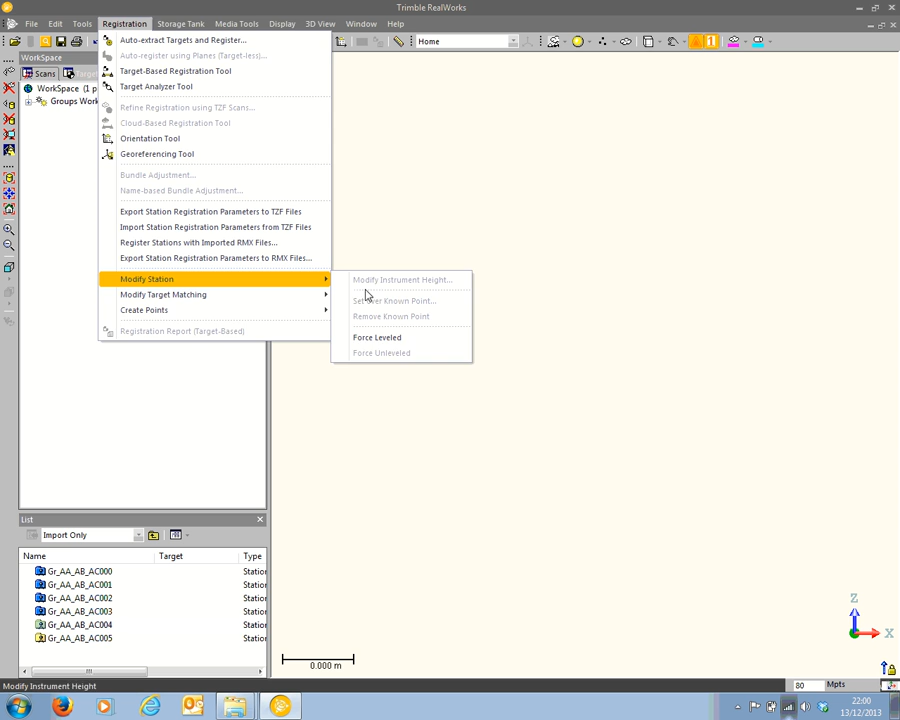 Trimble RealWorks
File Edit Tools Registration Storage Tank Media Tools Display 3D View Window Help
Home
1
WorkSpace
Scans Targe
WorkSpace (1 p
Groups Work
Auto-extract Targets and Register...
Auto-register using Planes (Target-less)...
Target-Based Registration Tool
Target Analyzer Tool
Refine Registration using TZF Scans...
Cloud-Based Registration Tool
Orientation Tool
Georeferencing Tool
Bundle Adjustment...
Name-based Bundle Adjustment...
Export Station Registration Parameters to TZF Files
Import Station Registration Parameters from TZF Files
Register Stations with Imported RMX Files...
Export Station Registration Parameters to RMX Files...
Modify Station
Modify Target Matching
Create Points
Registration Report (Target-Based)
Modify Instrument Height...
Set over Known Point...
Remove Known Point
Force Leveled
Force Unleveled
List
Import Only
Name Target Type
Gr_AA_AB_AC000 Station
Gr_AA_AB_AC001 Station
Gr_AA_AB_AC002 Station
Gr_AA_AB_AC003 Station
Gr_AA_AB_AC004 Station
Gr_AA_AB_AC005 Station
0.000 m
Z
X
Modify Instrument Height
80 Mpts
22:00
13/12/2013